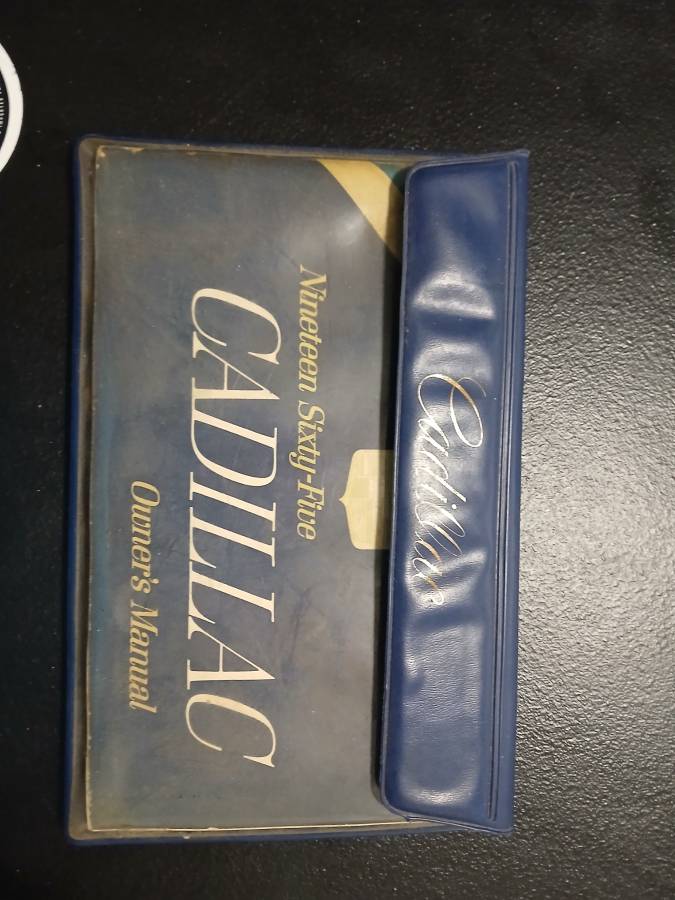 Cadillac
Nineteen Sixty-Five
CADILLAC
Owner's Manual